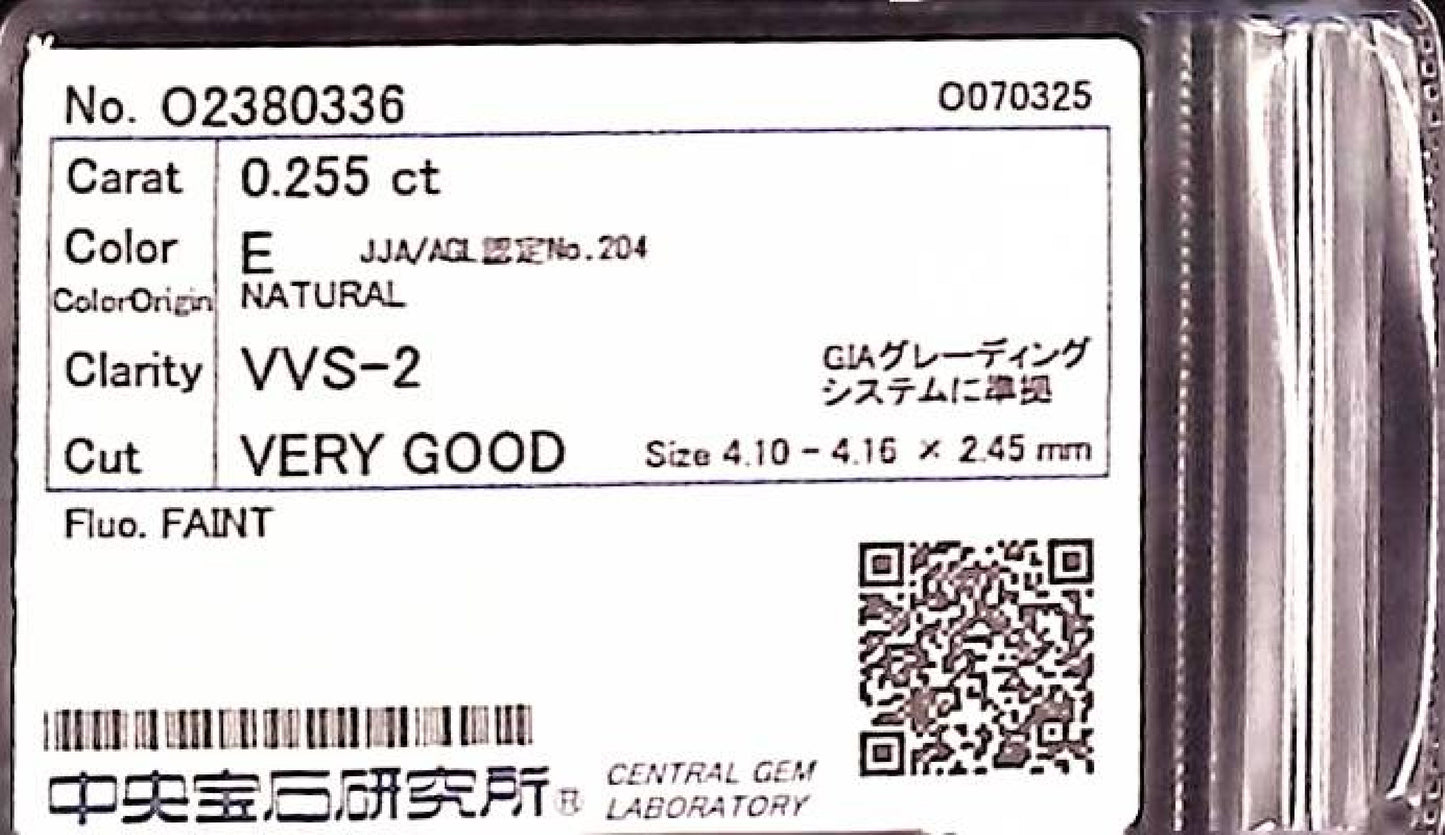 No. O2380336 O070325
Carat 0.255 ct
Color E JJA/AGL認定No.204
ColorOrigin NATURAL
Clarity VVS-2 GIAグレーディング
システムに準拠
Cut VERY GOOD Size 4.10 - 4.16 × 2.45 mm
Fluo. FAINT
中央宝石研究所® CENTRAL GEM
LABORATORY